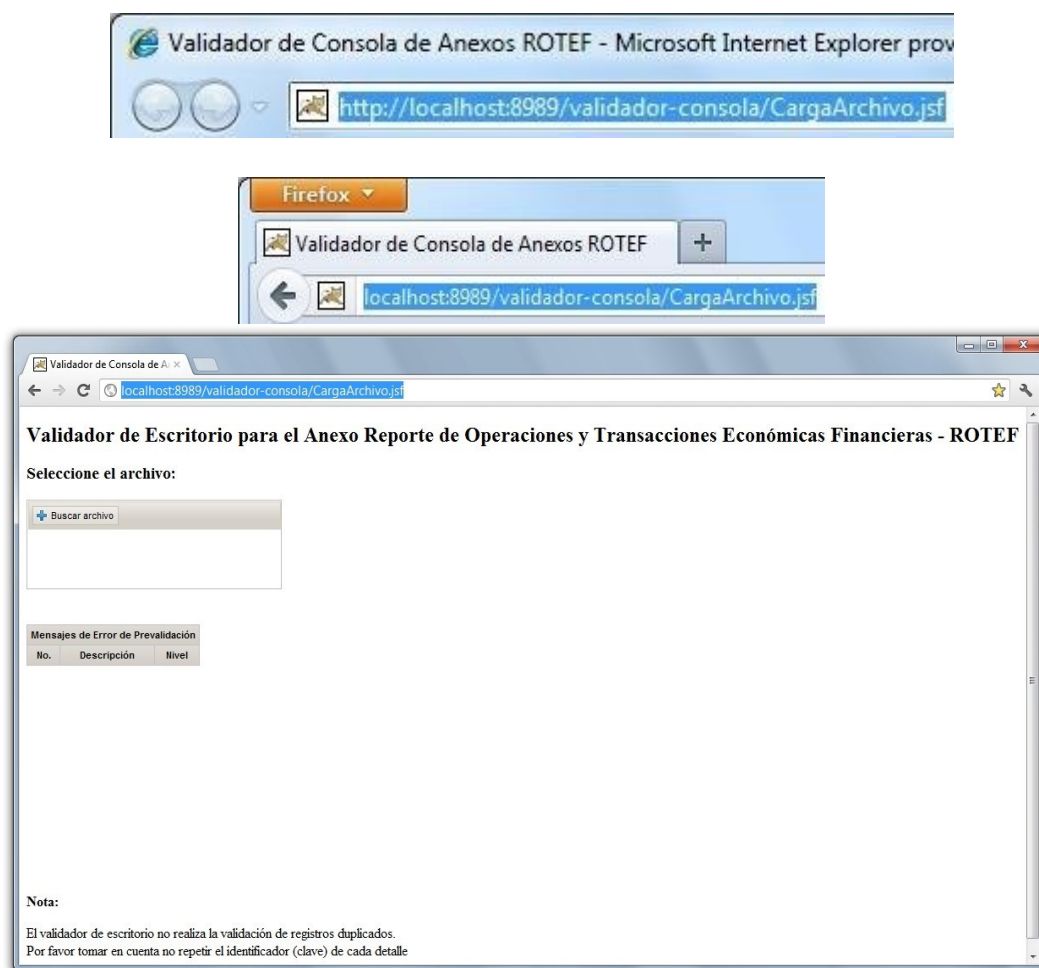 Validador de Consola de Anexos ROTEF - Microsoft Internet Explorer prov
http://localhost:8989/validador-consola/CargaArchivo.jsf
Firefox
Validador de Consola de Anexos ROTEF
localhost:8989/validador-consola/CargaArchivo.jsf
Validador de Consola de A
localhost:8989/validador-consola/CargaArchivo.jsf
Validador de Escritorio para el Anexo Reporte de Operaciones y Transacciones Económicas Financieras - ROTEF
Seleccione el archivo:
Buscar archivo
Mensajes de Error de Prevalidación
No. Descripción Nivel
Nota:
El validador de escritorio no realiza la validación de registros duplicados.
Por favor tomar en cuenta no repetir el identificador (clave) de cada detalle